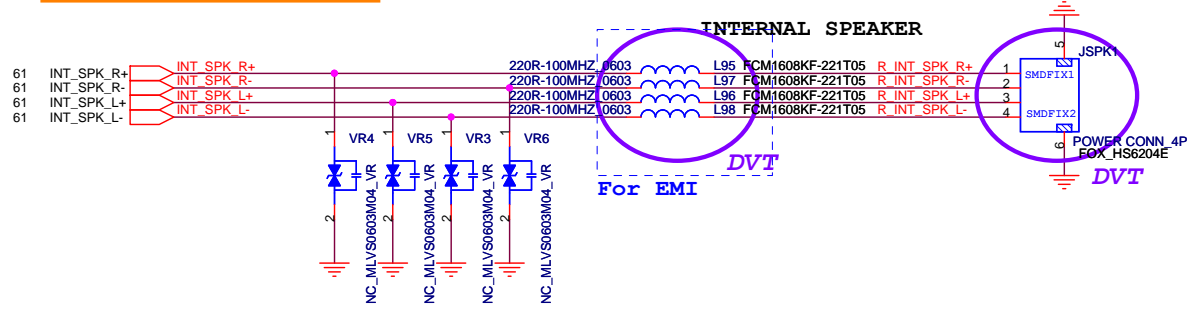 INTERNAL SPEAKER
61 INT_SPK_R+ INT_SPK_R+ 220R-100MHZ_0603 L95 FCM1608KF-221T05 R_INT_SPK_R+ 1
61 INT_SPK_R- INT_SPK_R- 220R-100MHZ_0603 L97 FCM1608KF-221T05 R_INT_SPK_R- 2
61 INT_SPK_L+ INT_SPK_L+ 220R-100MHZ_0603 L96 FCM1608KF-221T05 R_INT_SPK_L+ 3
61 INT_SPK_L- INT_SPK_L- 220R-100MHZ_0603 L98 FCM1608KF-221T05 R_INT_SPK_L- 4
5
JSPK1
SMDFIX1
SMDFIX2
6
POWER CONN_4P
FOX_HS6204E
DVT
DVT
For EMI
1 VR4 1 VR5 1 VR3 1 VR6
2 2 2 2
NC_MLVS0603M04_VR
NC_MLVS0603M04_VR
NC_MLVS0603M04_VR
NC_MLVS0603M04_VR